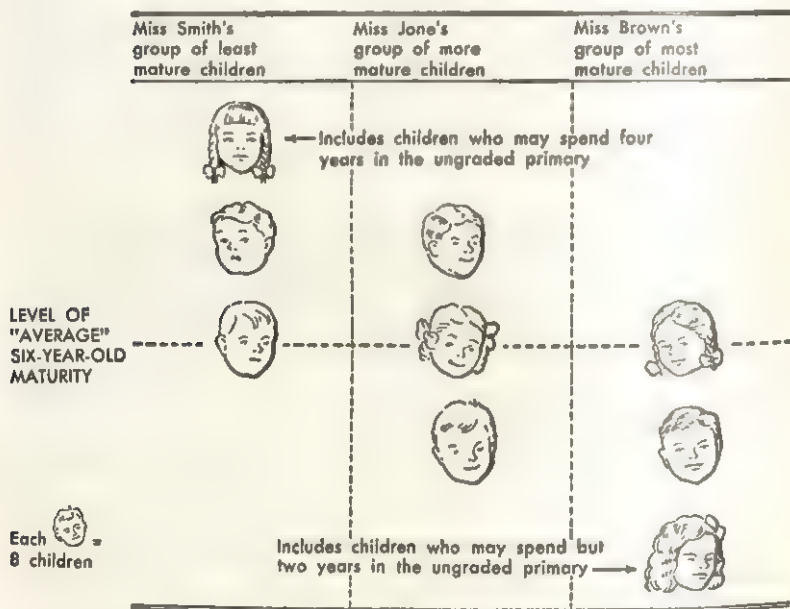 Miss Smith's
group of least
mature children
Miss Jone's
group of more
mature children
Miss Brown's
group of most
mature children
Includes children who may spend four
years in the ungraded primary
LEVEL OF
"AVERAGE"
SIX-YEAR-OLD
MATURITY
Each =
8 children
Includes children who may spend but
two years in the ungraded primary